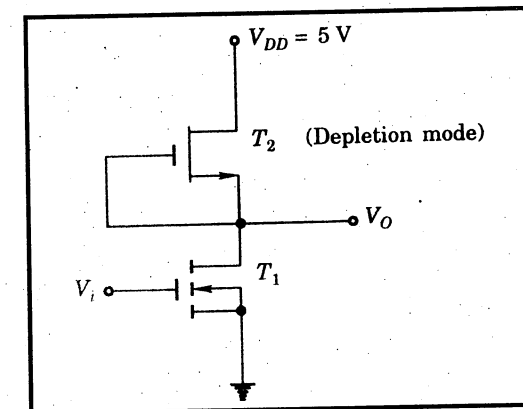 V_DD = 5 V
T_2 (Depletion mode)
V_O
T_1
V_i